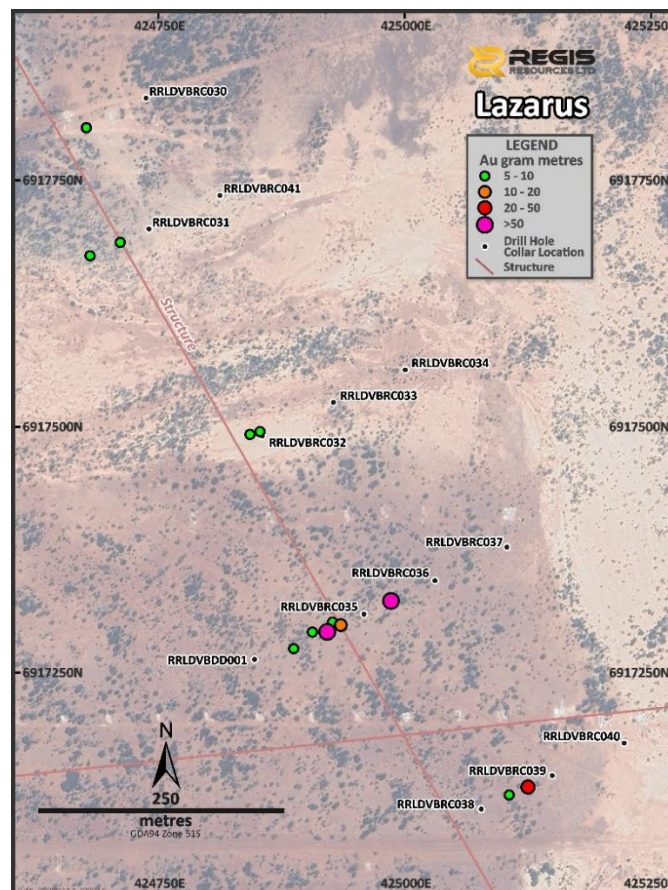 424750E 425000E 425250
RRLDVBRC030
REGIS
RESOURCES LTD
Lazarus
LEGEND
Au gram metres
5 - 10
10 - 20
20 - 50
>50
Drill Hole
Collar Location
Structure
6917750N 6917750N
RRLDVBRC041
RRLDVBRC031
Structure
RRLDVBRC034
RRLDVBRC033
6917500N 6917500N
RRLDVBRC032
RRLDVBRC037
RRLDVBRC036
RRLDVBRC035
RRLDVBDD001
6917250N 6917250N
RRLDVBRC040
RRLDVBRC039
RRLDVBRC038
N
250
metres
GDA94 Zone 51S
424750E 425000E 425250